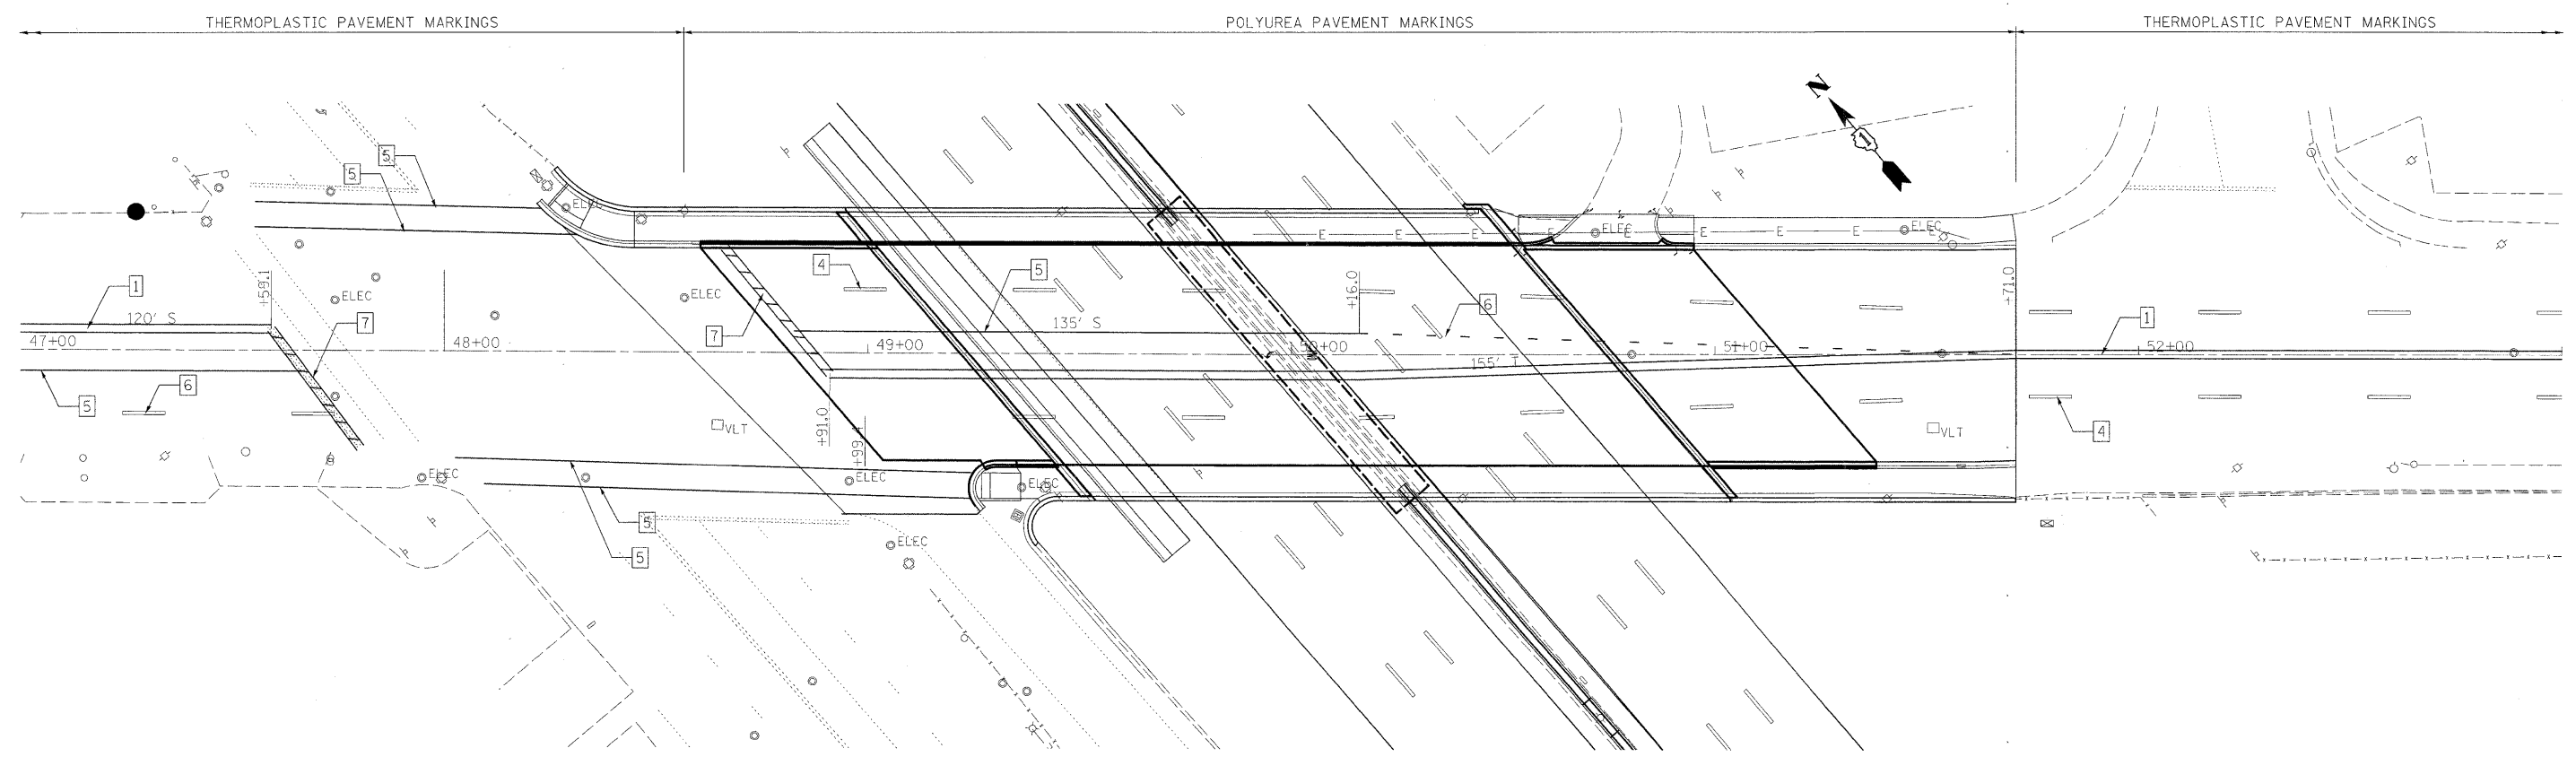 THERMOPLASTIC PAVEMENT MARKINGS
POLYUREA PAVEMENT MARKINGS
THERMOPLASTIC PAVEMENT MARKINGS
N
1
5
5
ELEC
E E E E E E E E
ELEC
ELEC
4
5
1
+59.1
ELEC
ELEC
+16.0
6
+71.0
120' S
7
7
135' S
1
47+00
48+00
49+00
50+00
51+00
52+00
155' T
6
5
+91.0
VLT
4
VLT
ELEC
ELEC
ELEC
5
5
ELEC